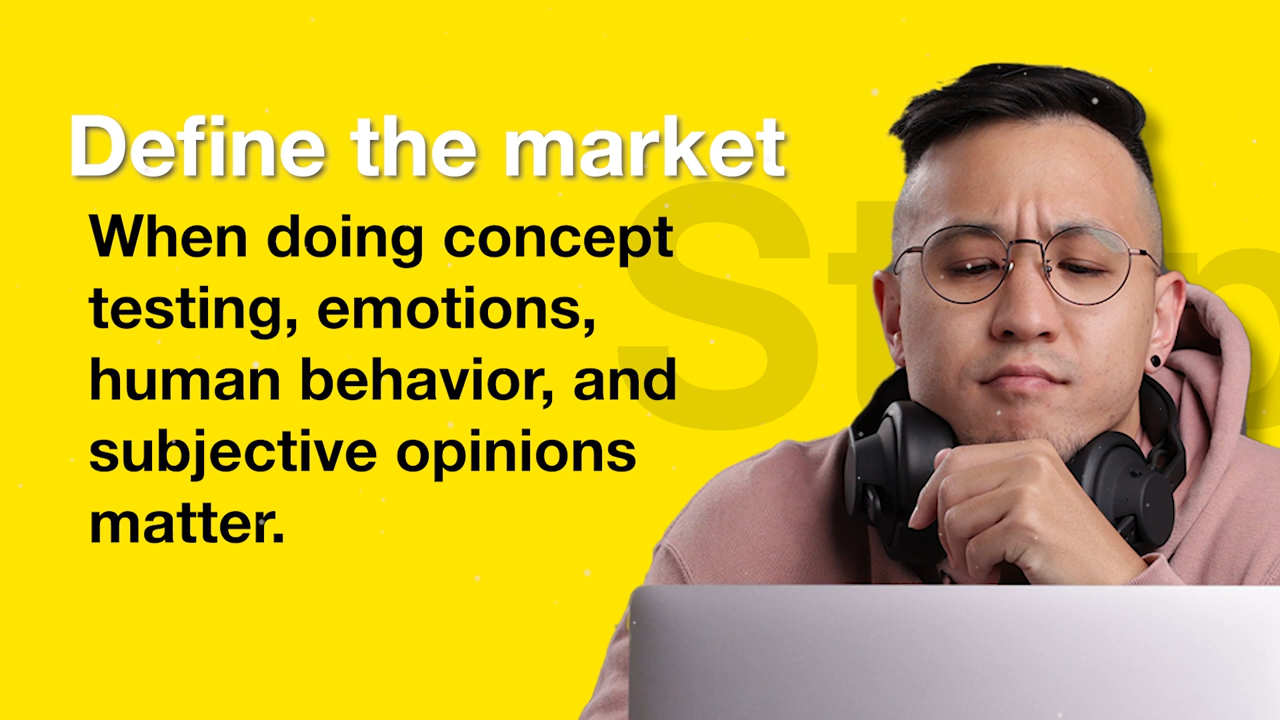 Define the market
When doing concept
testing, emotions,
human behavior, and
subjective opinions
matter.